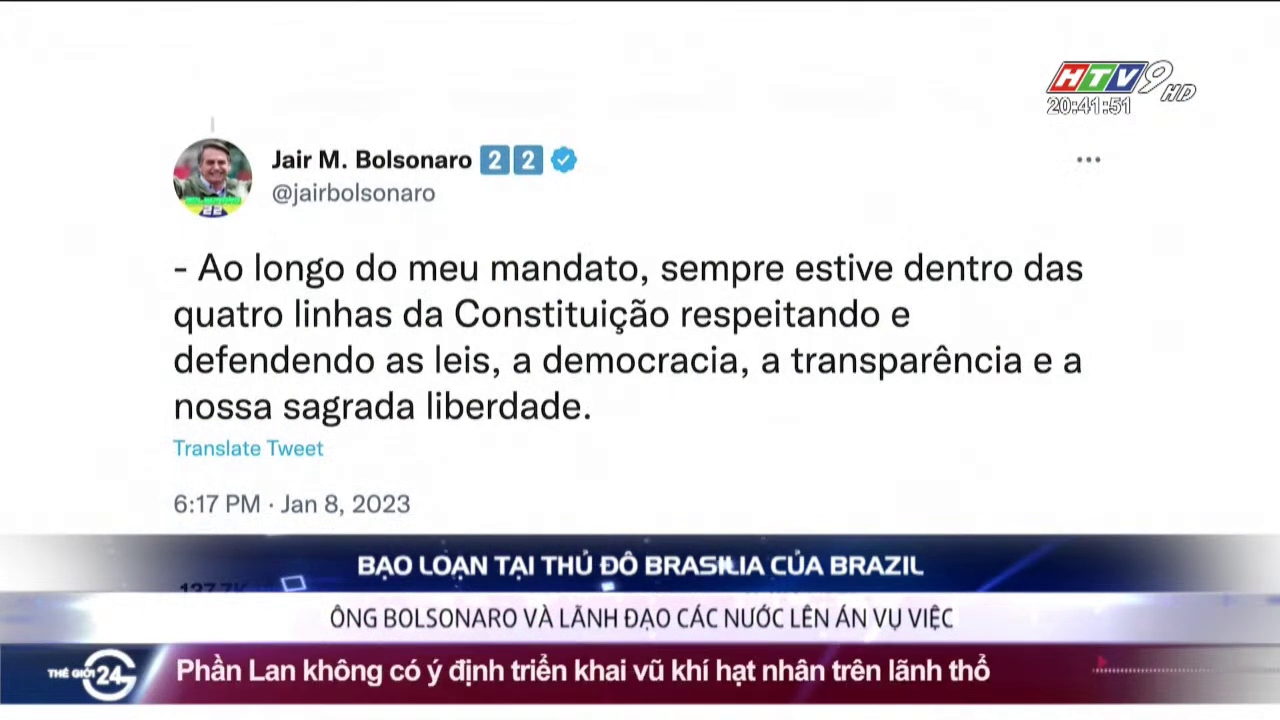 HTV9 HD
20:41:51
Jair M. Bolsonaro 2 2
@jairbolsonaro
- Ao longo do meu mandato, sempre estive dentro das
quatro linhas da Constituição respeitando e
defendendo as leis, a democracia, a transparência e a
nossa sagrada liberdade.
Translate Tweet
6:17 PM · Jan 8, 2023
BẠO LOẠN TẠI THỦ ĐÔ BRASILIA CỦA BRAZIL
ÔNG BOLSONARO VÀ LÃNH ĐẠO CÁC NƯỚC LÊN ÁN VỤ VIỆC
THẾ GIỚI 24G
Phần Lan không có ý định triển khai vũ khí hạt nhân trên lãnh thổ